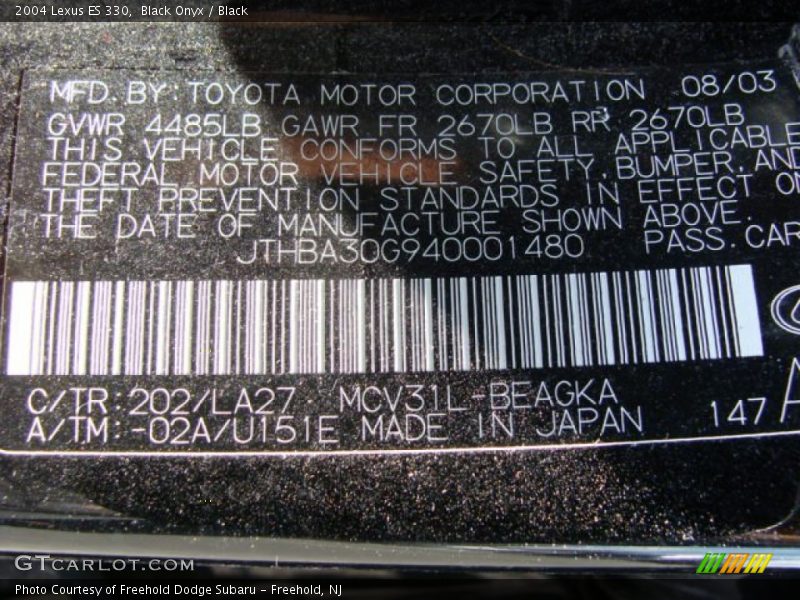 2004 Lexus ES 330,  Black Onyx / Black
MFD. BY: TOYOTA MOTOR CORPORATION 08/03
GVWR 4485LB GAWR FR 2670LB RR 2670LB
THIS VEHICLE CONFORMS TO ALL APPLICABLE
FEDERAL MOTOR VEHICLE SAFETY, BUMPER, AND
THEFT PREVENTION STANDARDS IN EFFECT
THE DATE OF MANUFACTURE SHOWN ABOVE.
JTHBA30G940001480 PASS. CAR
C/TR: 202/LA27 MCV31L-BEAGKA
A/TM: -02A/U151E MADE IN JAPAN 147 A
GTCARLOT.COM
Photo Courtesy of Freehold Dodge Subaru - Freehold, NJ